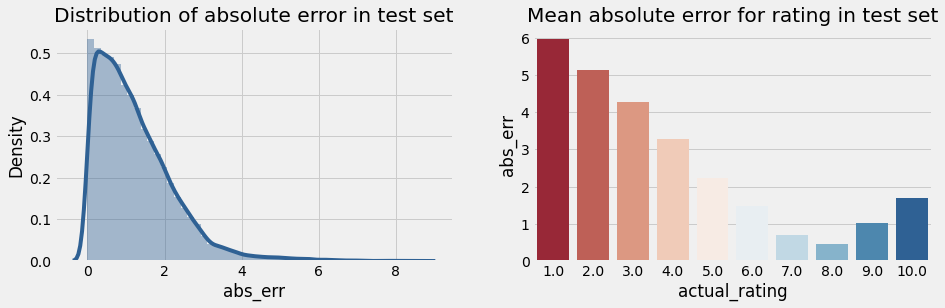 Distribution of absolute error in test set
Density
0.5
0.4
0.3
0.2
0.1
0.0
0 2 4 6 8
abs_err
Mean absolute error for rating in test set
abs_err
6
5
4
3
2
1
0
1.0 2.0 3.0 4.0 5.0 6.0 7.0 8.0 9.0 10.0
actual_rating